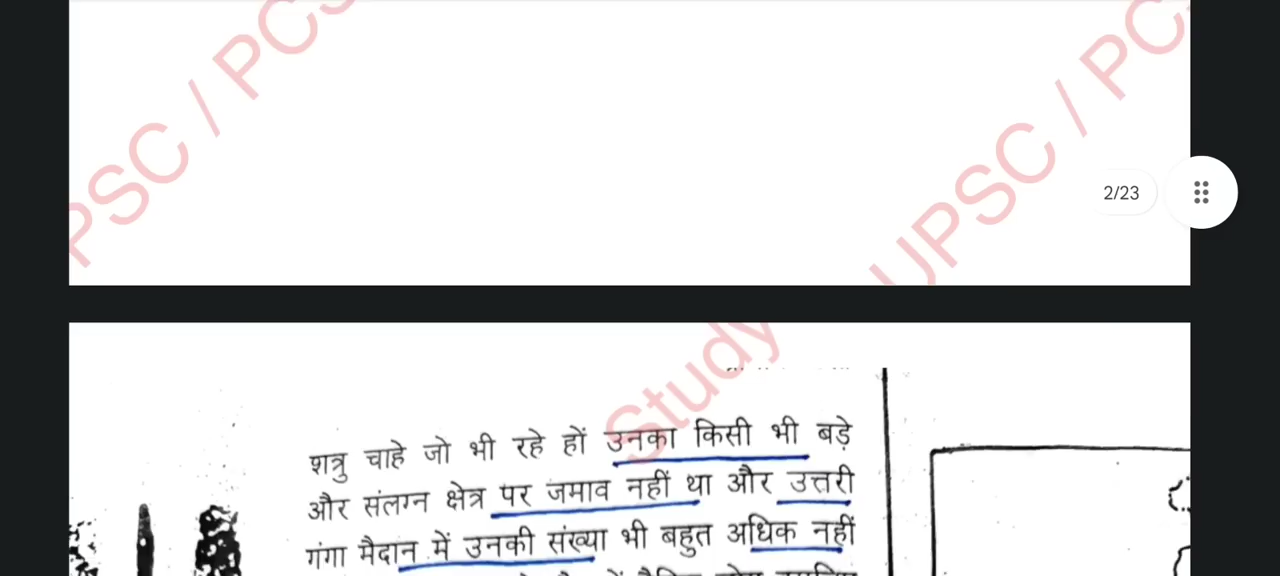 PSC / PCS
UPSC / PC
2/23
Study
शत्रु चाहे जो भी रहे हों उनका किसी भी बड़े
और संलग्न क्षेत्र पर जमाव नहीं था और उत्तरी
गंगा मैदान में उनकी संख्या भी बहुत अधिक नहीं